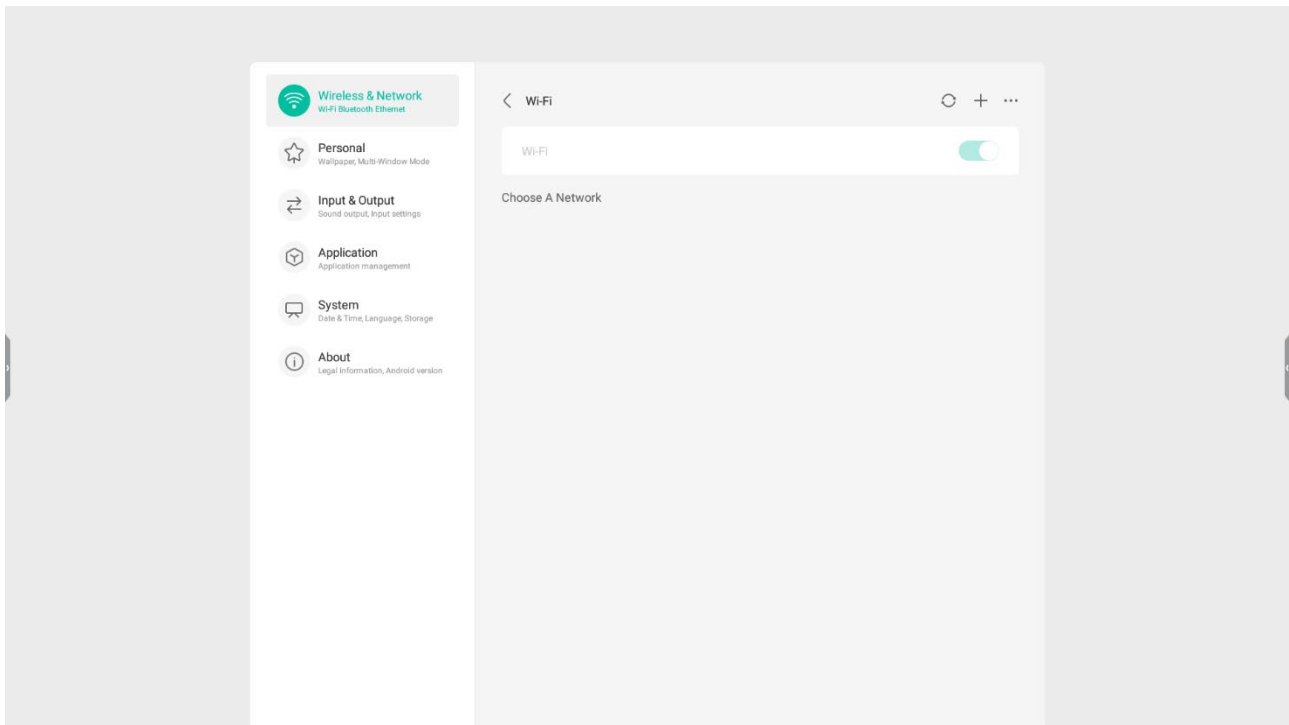 Wireless & Network
Wi-Fi Bluetooth Ethernet
Personal
Wallpaper, Multi-Window Mode
Input & Output
Sound output, Input settings
Application
Application management
System
Date & Time, Language, Storage
About
Legal Information, Android version
Wi-Fi
Wi-Fi
Choose A Network